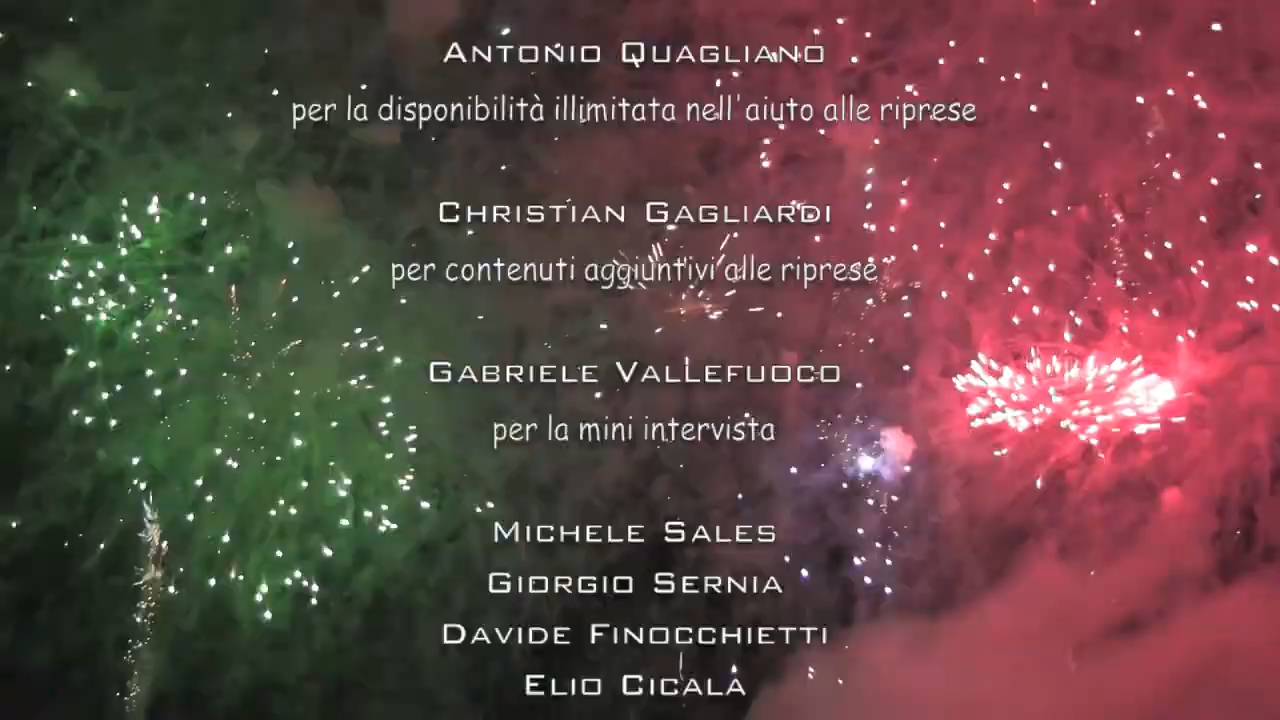 Antonio Quagliano
per la disponibilità illimitata nell'aiuto alle riprese
Christian Gagliardi
per contenuti aggiuntivi alle riprese
Gabriele Vallefuoco
per la mini intervista
Michele Sales
Giorgio Sernia
Davide Finocchietti
Elio Cicala